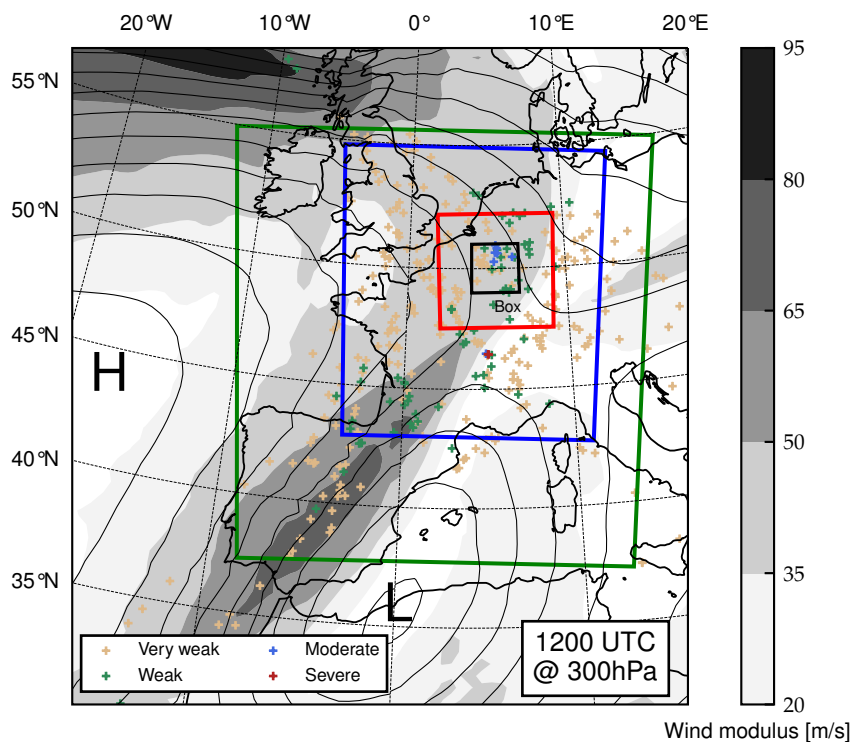 20°W 10°W 0° 10°E 20°E
55°N
50°N
45°N
40°N
35°N
H
L
Box
Very weak
Weak
Moderate
Severe
1200 UTC
@ 300hPa
95
80
65
50
35
20
Wind modulus [m/s]